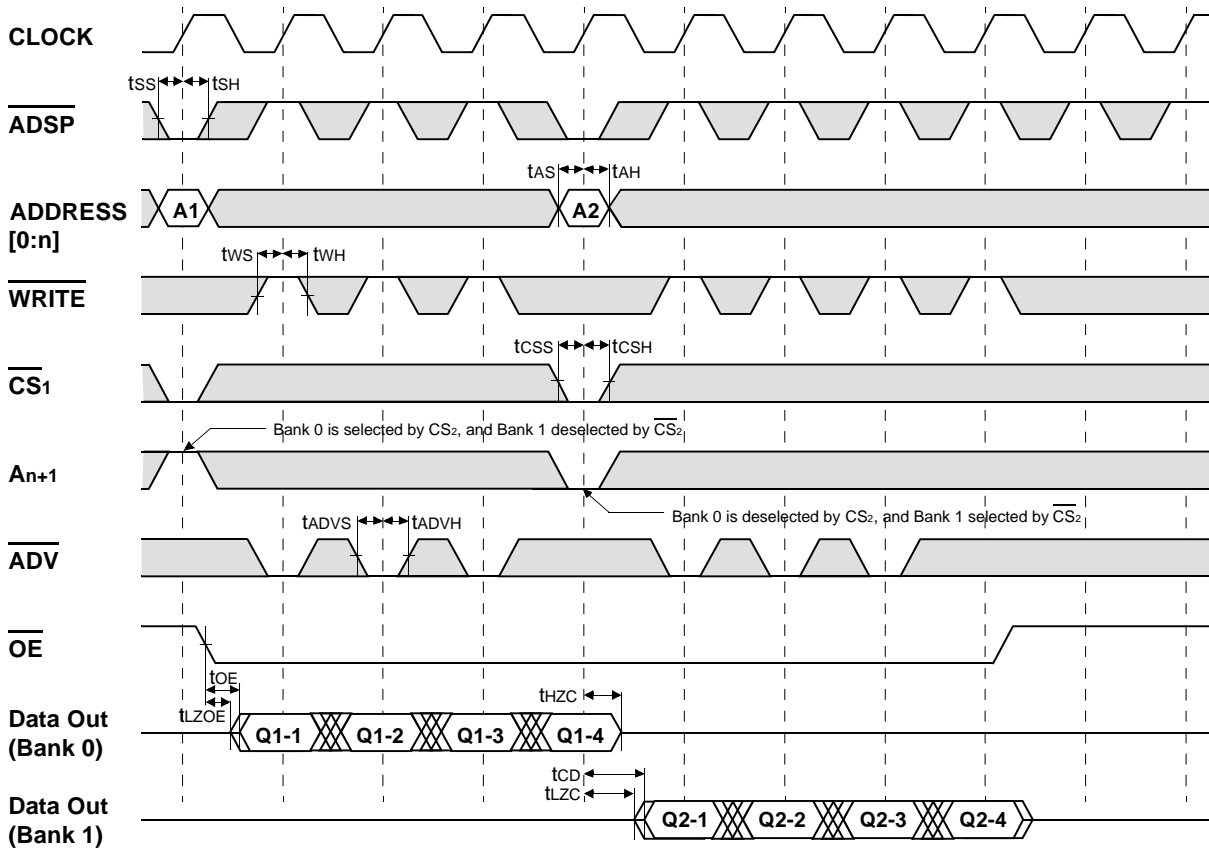 CLOCK
tSS tSH
ADSP
tAS tAH
A1 A2
ADDRESS
[0:n]
tWS tWH
WRITE
tCSS tCSH
CS1
Bank 0 is selected by CS2, and Bank 1 deselected by CS2
An+1
Bank 0 is deselected by CS2, and Bank 1 selected by CS2
tADVS tADVH
ADV
OE
tOE
tHZC
tLZOE
Data Out
(Bank 0)
Q1-1 Q1-2 Q1-3 Q1-4
tCD
tLZC
Data Out
(Bank 1)
Q2-1 Q2-2 Q2-3 Q2-4